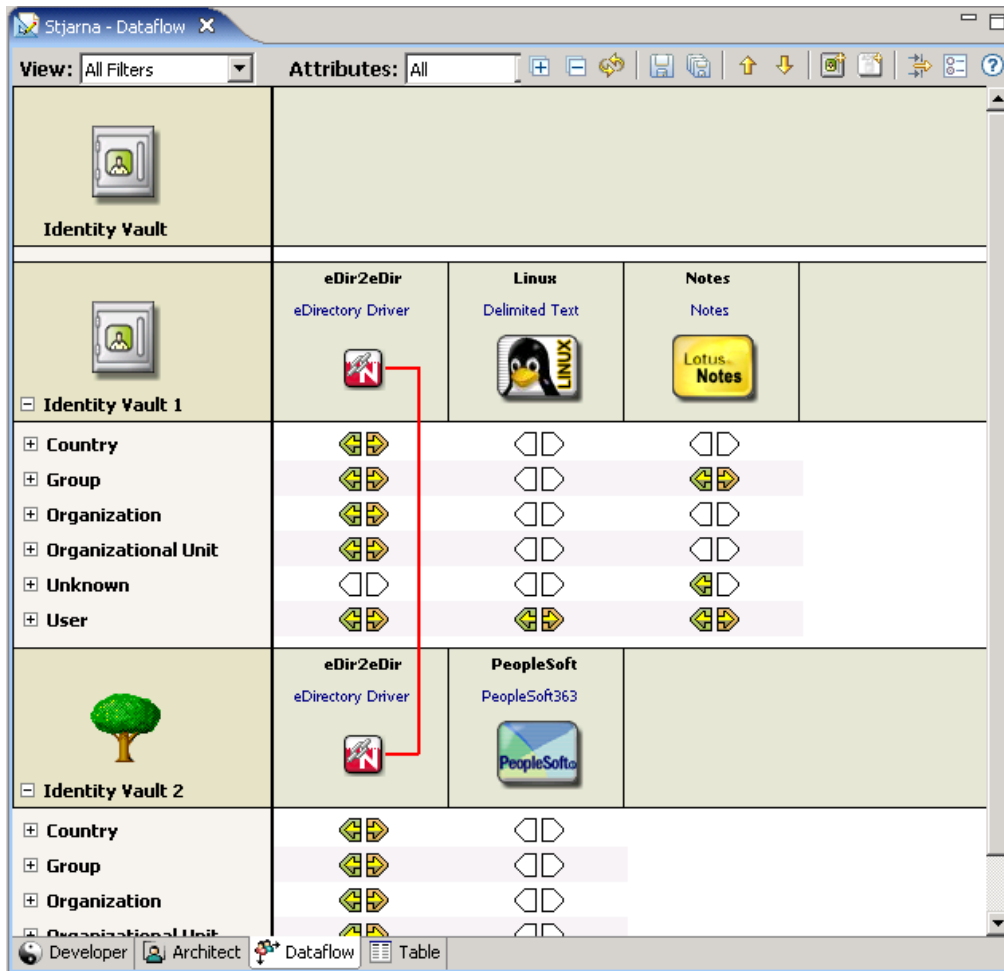 Stjarna - Dataflow
View: All Filters Attributes: All
Identity Vault
eDir2eDir Linux Notes
eDirectory Driver Delimited Text Notes
LINUX
Lotus Notes
Identity Vault 1
Country
Group
Organization
Organizational Unit
Unknown
User
eDir2eDir PeopleSoft
eDirectory Driver PeopleSoft363
N PeopleSoft
Identity Vault 2
Country
Group
Organization
Organizational Unit
Developer Architect Dataflow Table